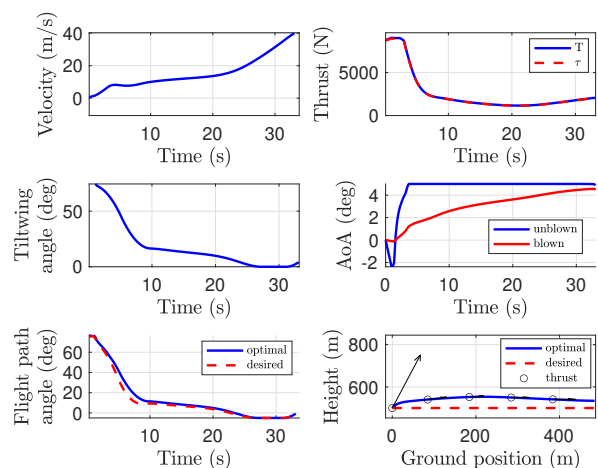 Velocity (m/s)
40
20
0
10
20
30
Time (s)
Thrust
(N)
5000
0
T
τ
0
10
20
30
Time (s)
Tiltwing
angle (deg)
50
0
10
20
30
Time (s)
AoA (deg)
4
2
0
-2
unblown
blown
0
10
20
30
Time (s)
Flight path
angle (deg)
60
40
20
0
optimal
desired
10
20
30
Time (s)
Height (m)
800
600
optimal
desired
thrust
0
200
400
Ground position (m)